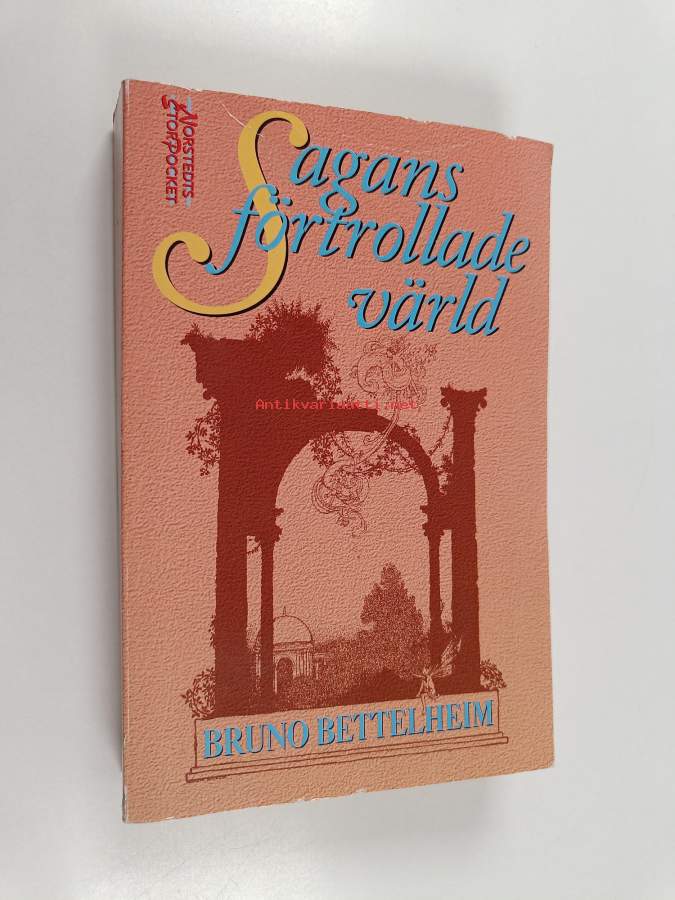 NORSTEDTS
STORPOCKET
Sagans
förtrollade
värld
Antikvariaatti.net
BRUNO BETTELHEIM